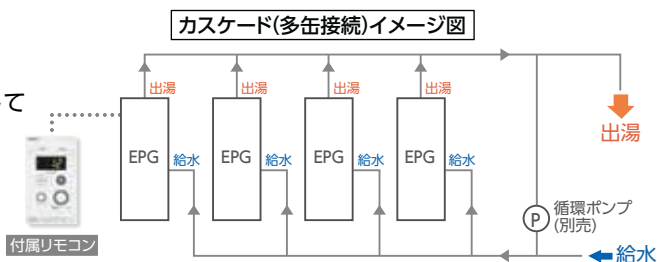 カスケード(多缶接続)イメージ図
て
出湯
出湯
出湯
出湯
出湯
EPG
給水
EPG
給水
EPG
給水
EPG
給水
循環ポンプ
(別売)
P
付属リモコン
給水